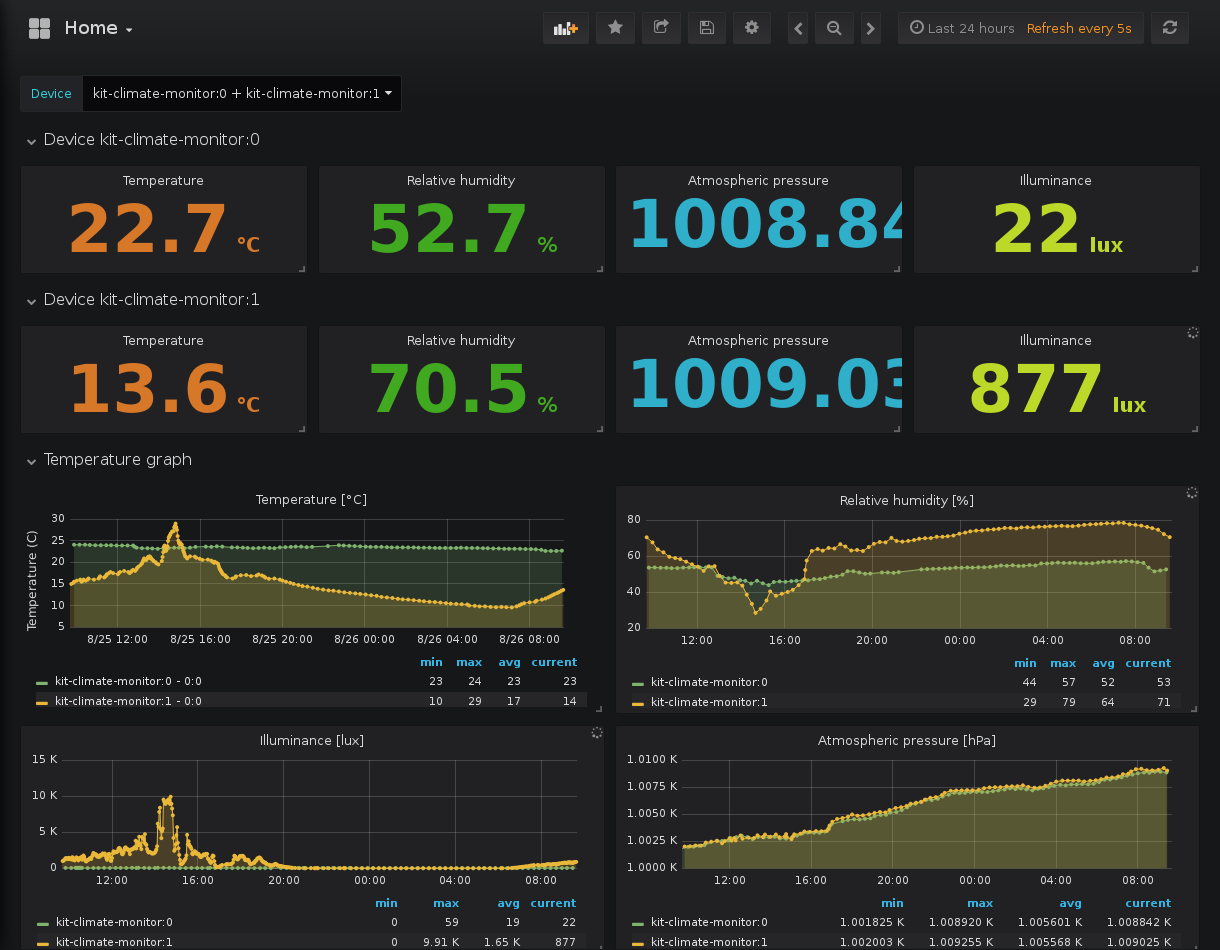 Home
Last 24 hours Refresh every 5s
Device kit-climate-monitor:0 + kit-climate-monitor:1
Device kit-climate-monitor:0
Temperature Relative humidity Atmospheric pressure Illuminance
22.7 °C 52.7 % 1008.84 22 lux
Device kit-climate-monitor:1
Temperature Relative humidity Atmospheric pressure Illuminance
13.6 °C 70.5 % 1009.03 877 lux
Temperature graph
Temperature [°C]
Temperature (C)
30
25
20
15
10
5
8/25 12:00 8/25 16:00 8/25 20:00 8/26 00:00 8/26 04:00 8/26 08:00
min max avg current
kit-climate-monitor:0 - 0:0 23 24 23 23
kit-climate-monitor:1 - 0:0 10 29 17 14
Relative humidity [%]
80
60
40
20
12:00 16:00 20:00 00:00 04:00 08:00
min max avg current
kit-climate-monitor:0 44 57 52 53
kit-climate-monitor:1 29 79 64 71
Illuminance [lux]
15 K
10 K
5 K
0
12:00 16:00 20:00 00:00 04:00 08:00
min max avg current
kit-climate-monitor:0 0 59 19 22
kit-climate-monitor:1 0 9.91 K 1.65 K 877
Atmospheric pressure [hPa]
1.0100 K
1.0075 K
1.0050 K
1.0025 K
1.0000 K
12:00 16:00 20:00 00:00 04:00 08:00
min max avg current
kit-climate-monitor:0 1.001825 K 1.008920 K 1.005601 K 1.008842 K
kit-climate-monitor:1 1.002003 K 1.009255 K 1.005568 K 1.009025 K